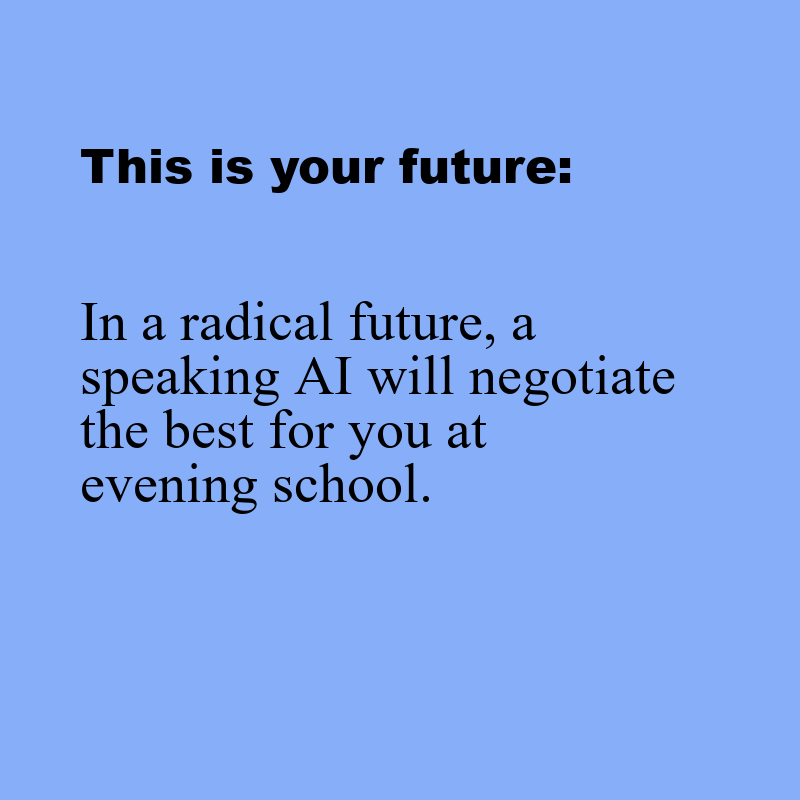 This is your future:
In a radical future, a
speaking AI will negotiate
the best for you at
evening school.